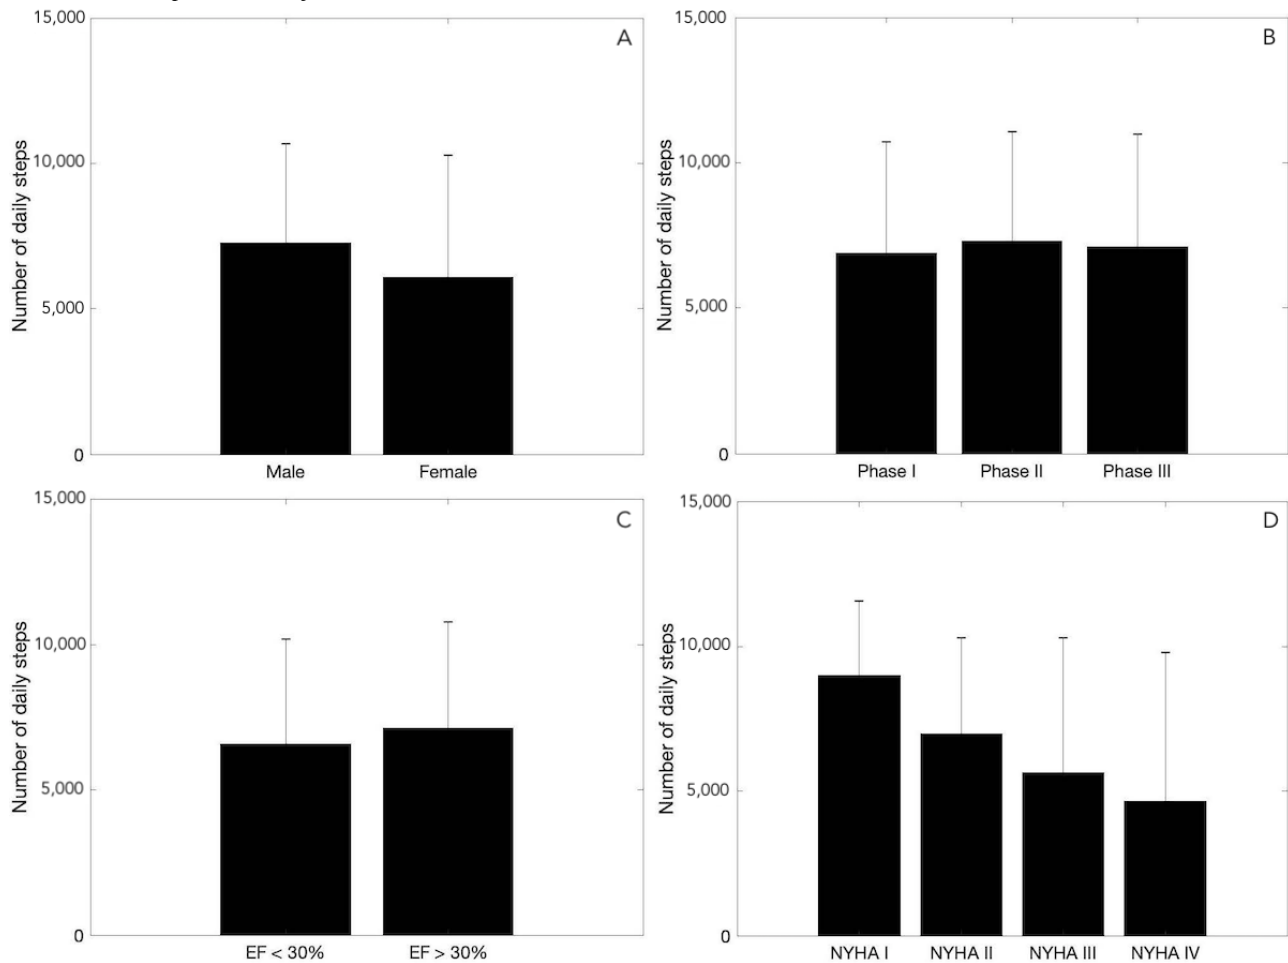 15,000
A
10,000
Number of daily steps
5,000
0
Male
Female
15,000
B
10,000
Number of daily steps
5,000
0
Phase I
Phase II
Phase III
15,000
C
10,000
Number of daily steps
5,000
0
EF < 30%
EF > 30%
15,000
D
10,000
Number of daily steps
5,000
0
NYHA I
NYHA II
NYHA III
NYHA IV